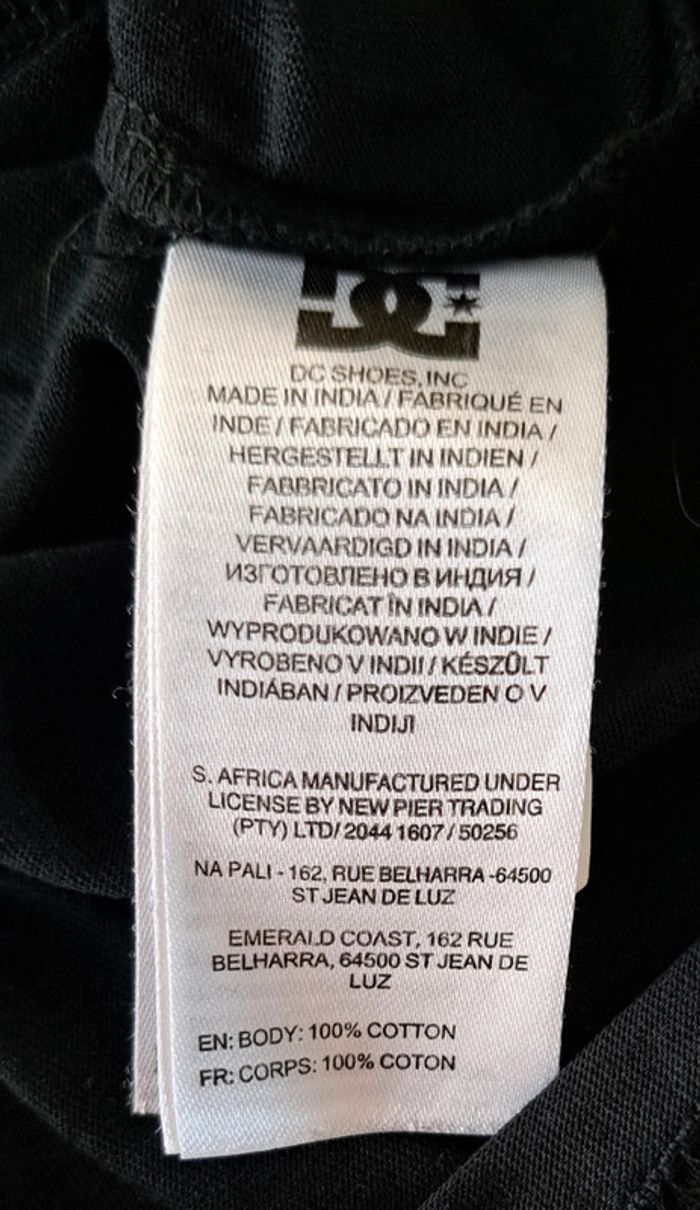 DC
DC SHOES, INC
MADE IN INDIA / FABRIQUÉ EN
INDE / FABRICADO EN INDIA /
HERGESTELLT IN INDIEN /
FABBRICATO IN INDIA /
FABRICADO NA INDIA /
VERVAARDIGD IN INDIA /
ИЗГОТОВЛЕНО В ИНДИЯ /
FABRICAT ÎN INDIA /
WYPRODUKOWANO W INDIE /
VYROBENO V INDII / KÉSZÛLT
INDIÁBAN / PROIZVEDEN O V
INDIJI
S. AFRICA MANUFACTURED UNDER
LICENSE BY NEW PIER TRADING
(PTY) LTD/ 2044 1607 / 50256
NA PALI - 162, RUE BELHARRA -64500
ST JEAN DE LUZ
EMERALD COAST, 162 RUE
BELHARRA, 64500 ST JEAN DE
LUZ
EN: BODY: 100% COTTON
FR: CORPS: 100% COTON